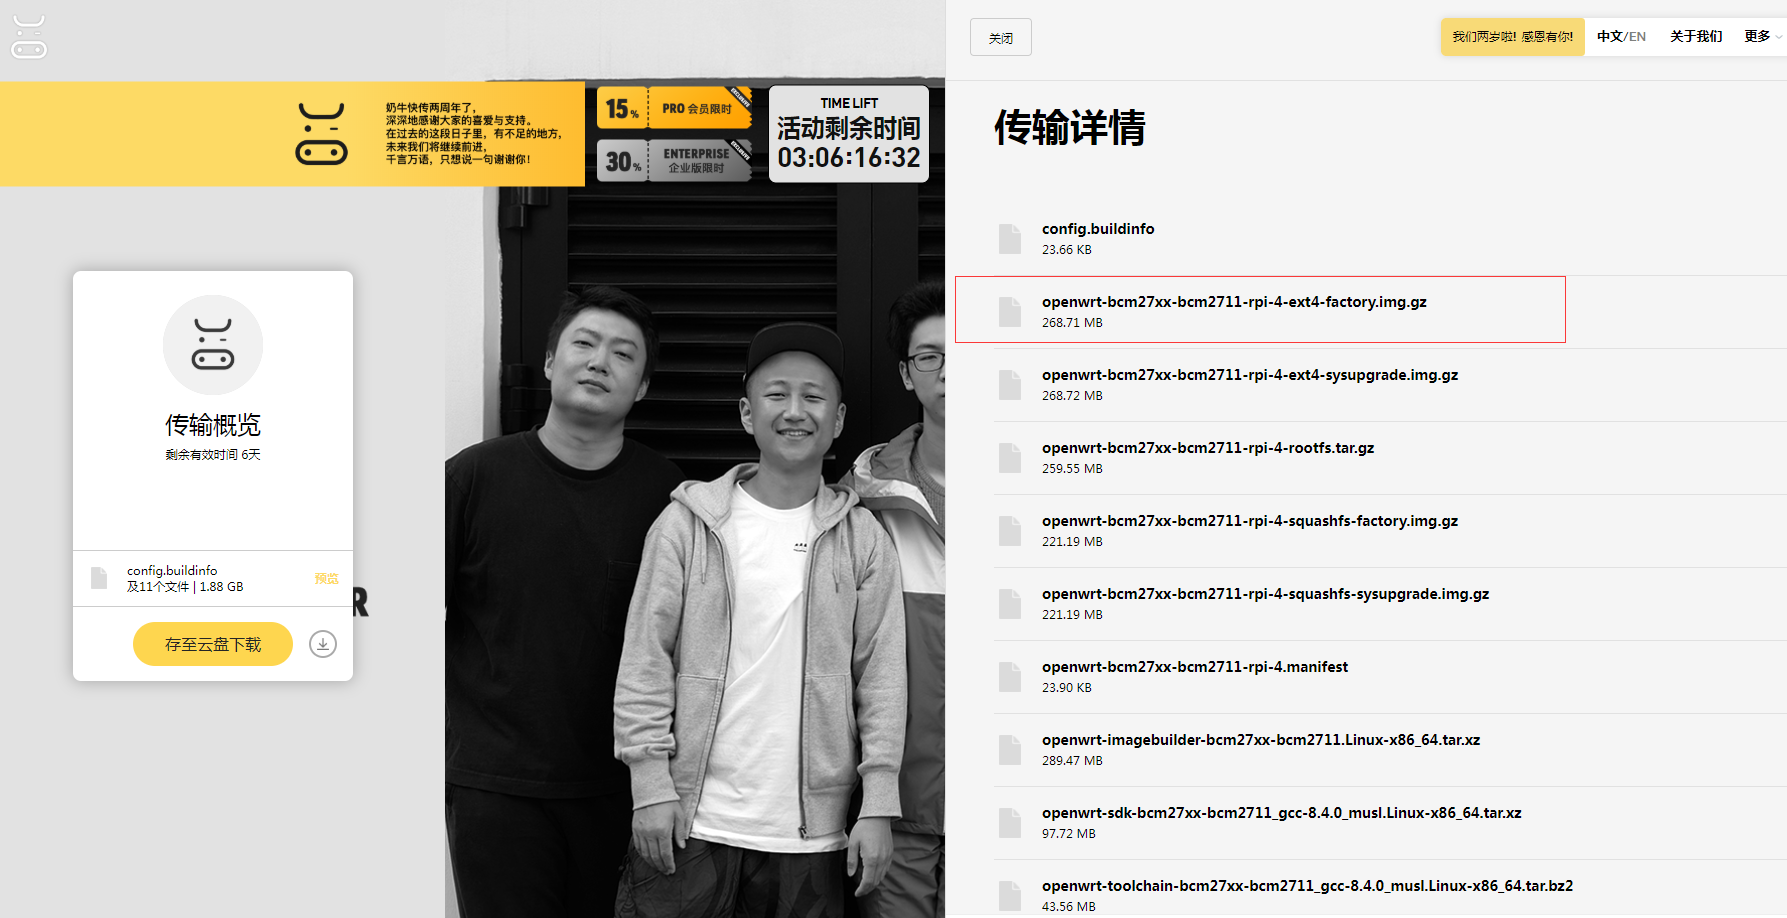 奶牛快传两周年了，
深深地感谢大家的喜爱与支持。
在过去的这段日子里，有不足的地方，
未来我们将继续前进，
千言万语，只想说一句谢谢你！
15%
PRO 会员限时
30%
ENTERPRISE
企业版限时
TIME LIFT
活动剩余时间
03:06:16:32
传输概览
剩余有效时间 6天
config.buildinfo
及11个文件 | 1.88 GB
预览
R
存至云盘下载
关闭
我们两岁啦! 感恩有你!
中文/EN
关于我们
更多
传输详情
config.buildinfo
23.66 KB
openwrt-bcm27xx-bcm2711-rpi-4-ext4-factory.img.gz
268.71 MB
openwrt-bcm27xx-bcm2711-rpi-4-ext4-sysupgrade.img.gz
268.72 MB
openwrt-bcm27xx-bcm2711-rpi-4-rootfs.tar.gz
259.55 MB
openwrt-bcm27xx-bcm2711-rpi-4-squashfs-factory.img.gz
221.19 MB
openwrt-bcm27xx-bcm2711-rpi-4-squashfs-sysupgrade.img.gz
221.19 MB
openwrt-bcm27xx-bcm2711-rpi-4.manifest
23.90 KB
openwrt-imagebuilder-bcm27xx-bcm2711.Linux-x86_64.tar.xz
289.47 MB
openwrt-sdk-bcm27xx-bcm2711_gcc-8.4.0_musl.Linux-x86_64.tar.xz
97.72 MB
openwrt-toolchain-bcm27xx-bcm2711_gcc-8.4.0_musl.Linux-x86_64.tar.bz2
43.56 MB